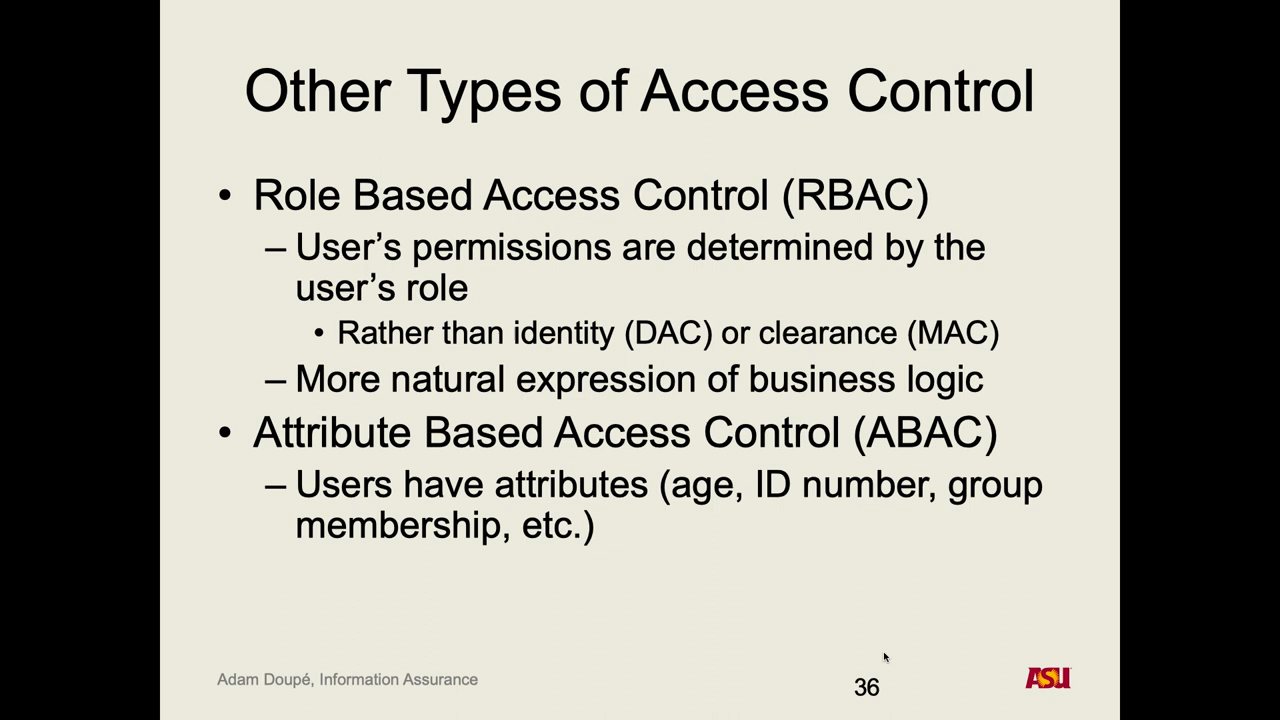 Other Types of Access Control
• Role Based Access Control (RBAC)
– User’s permissions are determined by the
user’s role
• Rather than identity (DAC) or clearance (MAC)
– More natural expression of business logic
• Attribute Based Access Control (ABAC)
– Users have attributes (age, ID number, group
membership, etc.)
Adam Doupé, Information Assurance
36
ASU